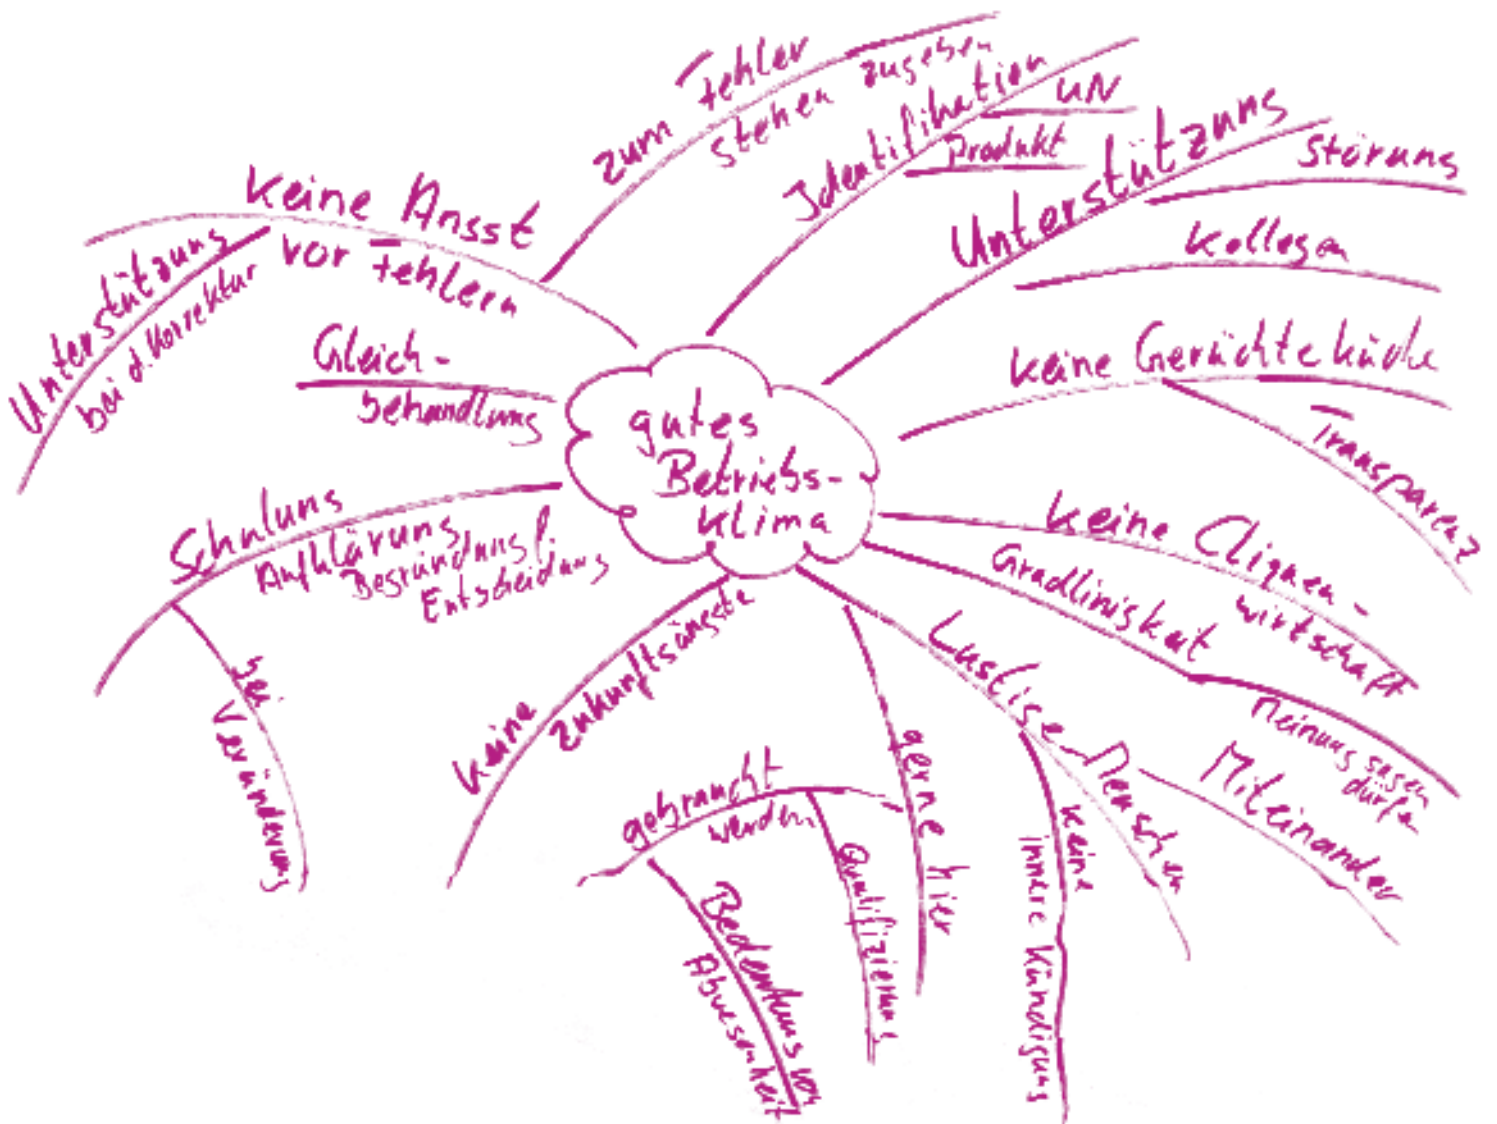 gutes
Betriebs-
klima
keine Angst
vor Fehlern
Unterstützung
bei d. Korrektur
zum Fehler
stehen zugeben
Identifikation
UN
Produkt
Unterstützung
Störung
Kollegen
keine Gerüchteküche
Transparenz
keine Cliquen-
wirtschaft
Gradlinigkeit
Meinung sagen
dürfen
Lustige Menschen
Miteinander
keine
innere Kündigung
gerne hier
gebraucht
werden
Qualifizierung
Bedeutung von
Abwesenheit
keine
Zukunftsängste
Schulung
Aufklärung
Begründung f.
Entscheidung
bei
Veränderung
Gleich-
behandlung